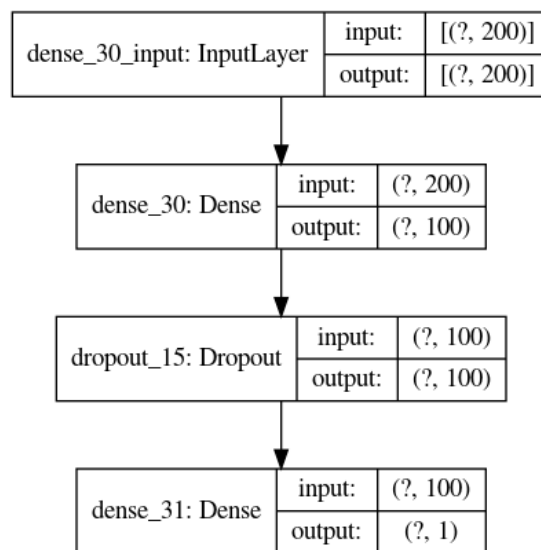 dense_30_input: InputLayer
input: [(?, 200)]
output: [(?, 200)]
dense_30: Dense
input: (?, 200)
output: (?, 100)
dropout_15: Dropout
input: (?, 100)
output: (?, 100)
dense_31: Dense
input: (?, 100)
output: (?, 1)